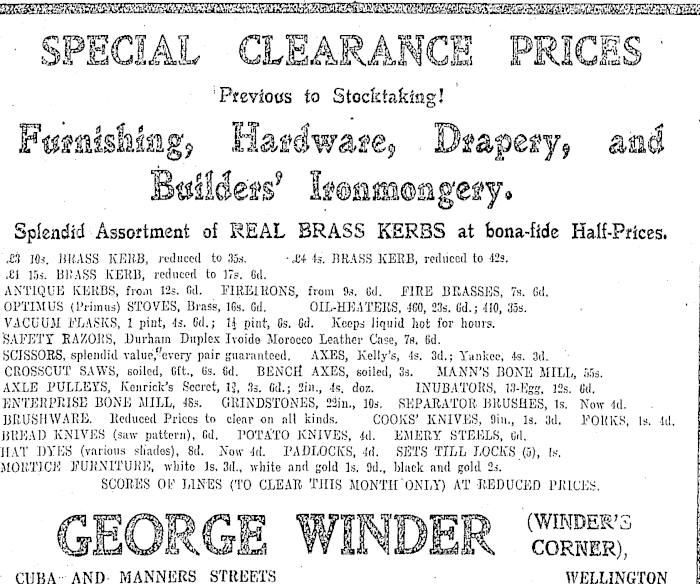 SPECIAL CLEARANCE PRICES
Previous to Stocktaking!
Furnishing, Hardware, Drapery, and
Builders' Ironmongery.
Splendid Assortment of REAL BRASS KERBS at bona-fide Half-Prices.
£3 10s. BRASS KERB, reduced to 35s. £4 4s. BRASS KERB, reduced to 42s.
£1 15s. BRASS KERB, reduced to 17s. 6d.
ANTIQUE KERBS, from 12s. 6d. FIREIRONS, from 9s. 6d. FIRE BRASSES, 7s. 6d.
OPTIMUS (Primus) STOVES, Brass, 16s. 6d. OIL-HEATERS, 460, 23s. 6d.; 410, 35s.
VACUUM FLASKS, 1 pint, 4s. 6d.; 1½ pint, 6s. 6d. Keeps liquid hot for hours.
SAFETY RAZORS, Durham Duplex Ivoide Morocco Leather Case, 7s. 6d.
SCISSORS, splendid value, every pair guaranteed. AXES, Kelly's, 4s. 3d.; Yankee, 4s. 3d.
CROSSCUT SAWS, soiled, 6ft., 6s. 6d. BENCH AXES, soiled, 3s. MANN'S BONE MILL, 55s.
AXLE PULLEYS, Kenrick's Secret, 1¾, 3s. 6d.; 2in., 4s. doz. INUBATORS, 13-Egg, 12s. 6d.
ENTERPRISE BONE MILL, 48s. GRINDSTONES, 22in., 10s. SEPARATOR BRUSHES, 1s. Now 4d.
BRUSHWARE. Reduced Prices to clear on all kinds. COOKS' KNIVES, 9in., 1s. 3d. FORKS, 1s. 4d.
BREAD KNIVES (saw pattern), 6d. POTATO KNIVES, 4d. EMERY STEELS, 6d.
HAT DYES (various shades), 8d. Now 4d. PADLOCKS, 4d. SETS TILL LOCKS (5), 1s.
MORTICE FURNITURE, white 1s. 3d., white and gold 1s. 9d., black and gold 2s.
SCORES OF LINES (TO CLEAR THIS MONTH ONLY) AT REDUCED PRICES.
GEORGE WINDER (WINDER'S
CORNER),
CUBA AND MANNERS STREETS WELLINGTON